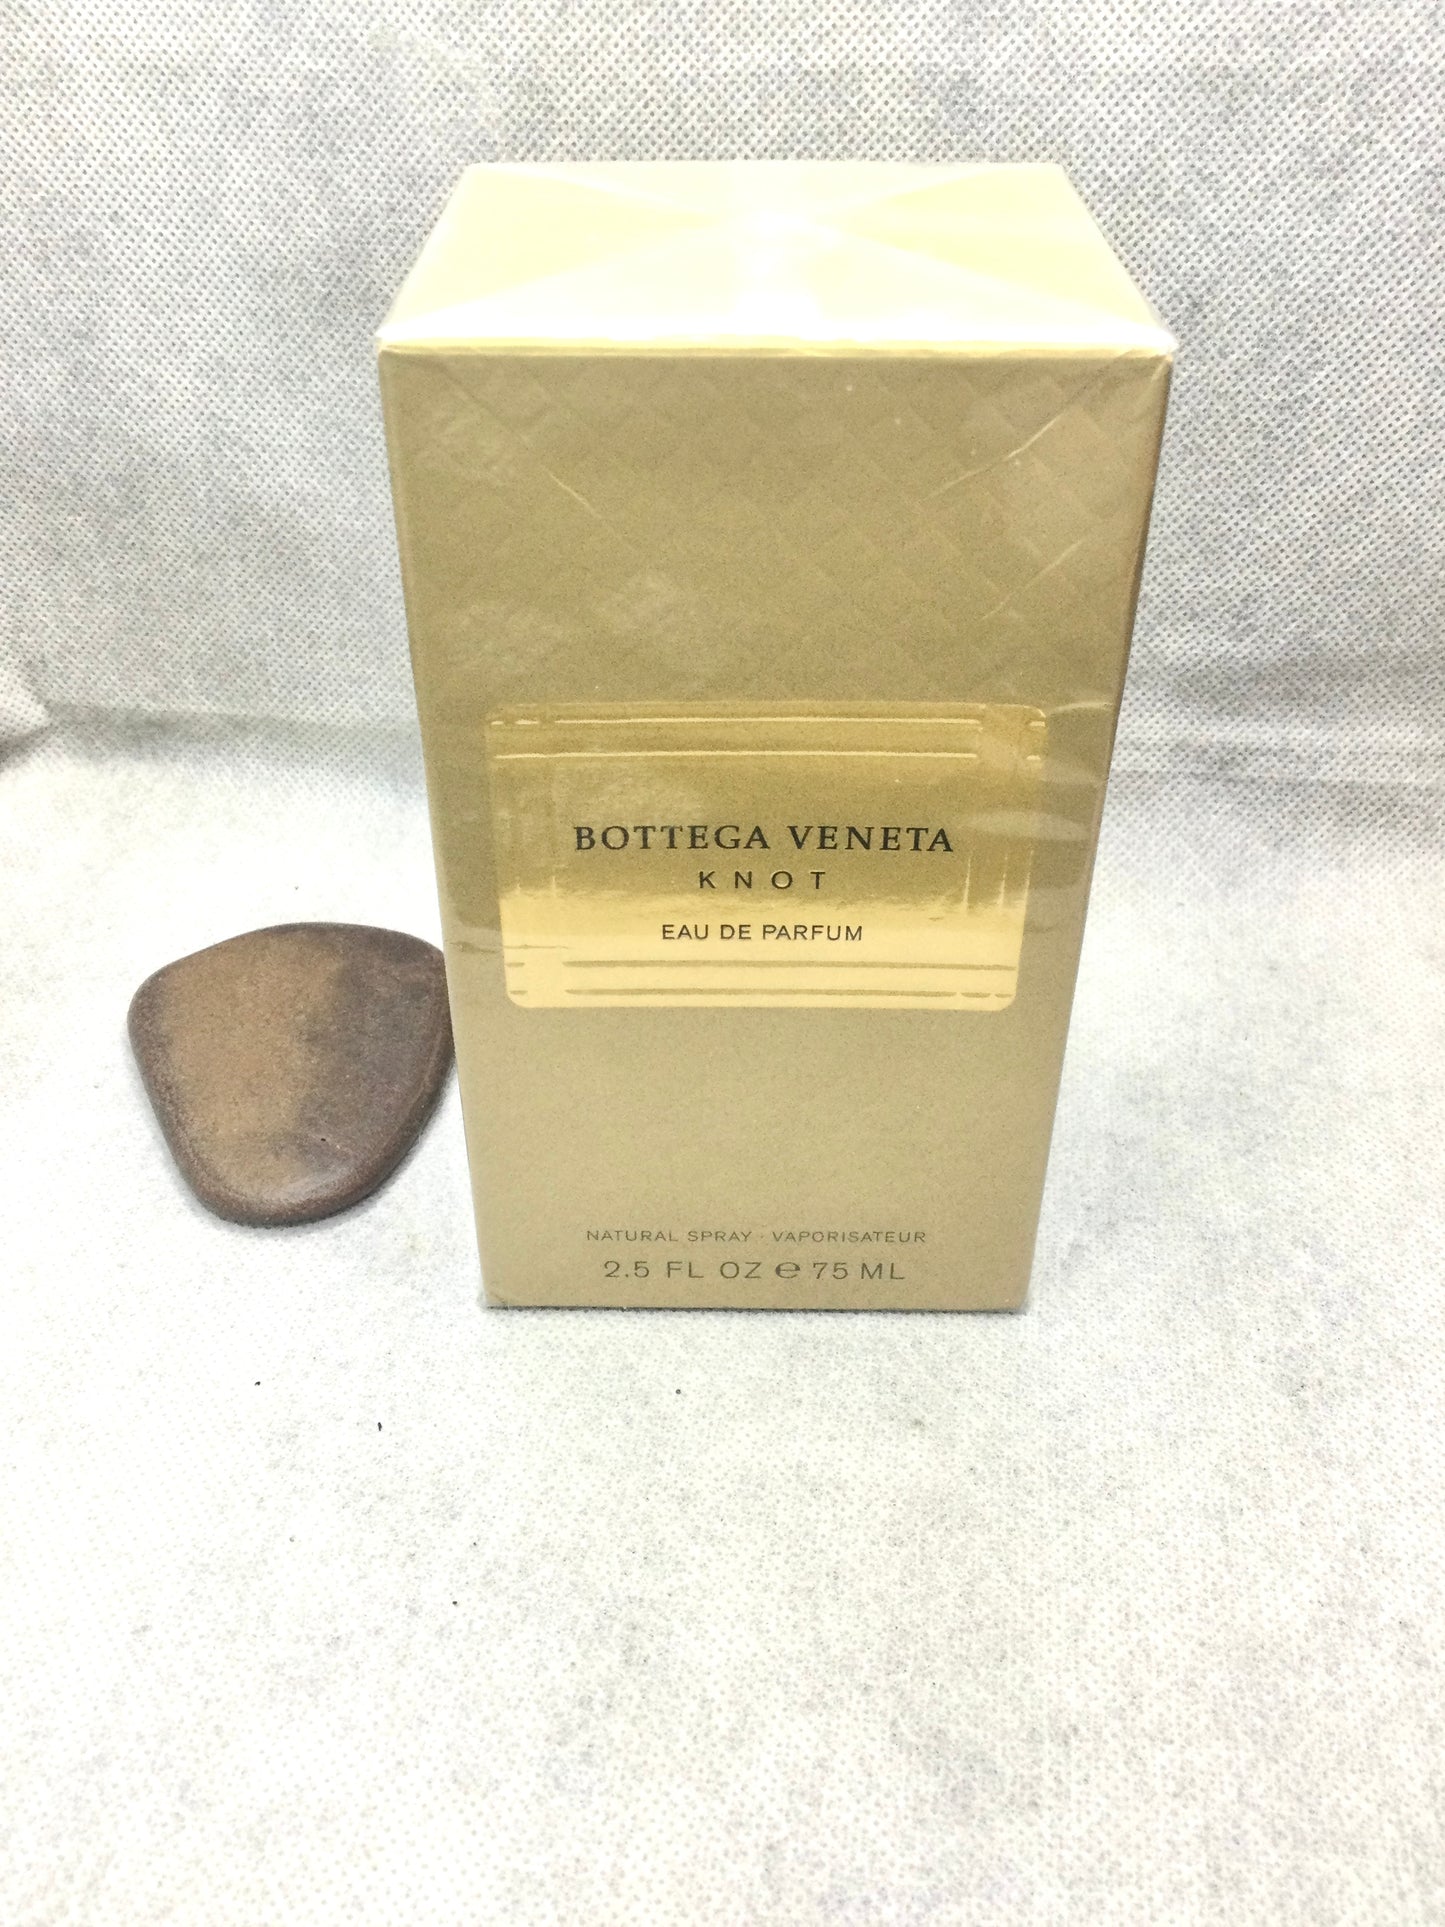 BOTTEGA VENETA
KNOT
EAU DE PARFUM
NATURAL SPRAY · VAPORISATEUR
2.5 FL OZ ℮ 75 ML